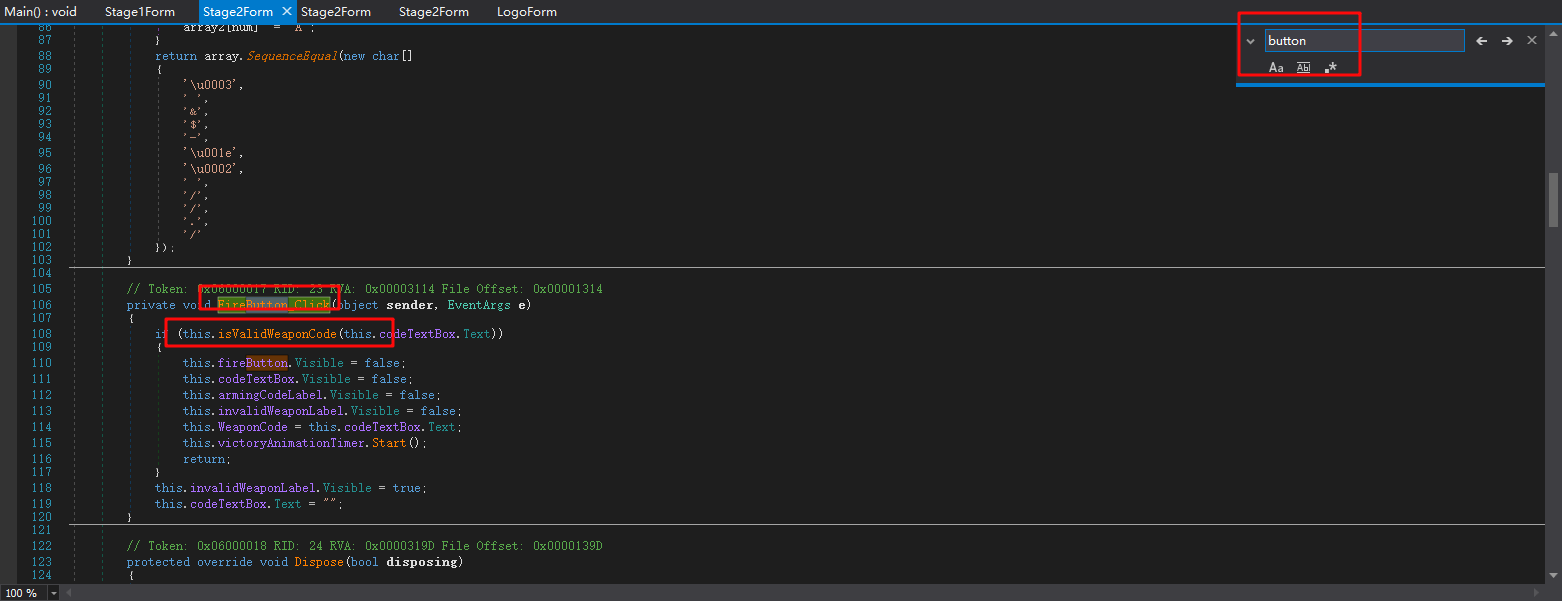 Main() : void Stage1Form Stage2Form ✕ Stage2Form Stage2Form LogoForm
button
Aa Ab .*
86 array2[num] ^= 'A';
87 }
88 return array.SequenceEqual(new char[]
89 {
90 '\u0003',
91 ' ',
92 '&',
93 '$',
94 '-',
95 '\u001e',
96 '\u0002',
97 ' ',
98 '/',
99 '/',
100 '.',
101 '/'
102 });
103 }
104
105 // Token: 0x06000017 RID: 23 RVA: 0x00003114 File Offset: 0x00001314
106 private void FireButton_Click(object sender, EventArgs e)
107 {
108 if (this.isValidWeaponCode(this.codeTextBox.Text))
109 {
110 this.fireButton.Visible = false;
111 this.codeTextBox.Visible = false;
112 this.armingCodeLabel.Visible = false;
113 this.invalidWeaponLabel.Visible = false;
114 this.WeaponCode = this.codeTextBox.Text;
115 this.victoryAnimationTimer.Start();
116 return;
117 }
118 this.invalidWeaponLabel.Visible = true;
119 this.codeTextBox.Text = "";
120 }
121
122 // Token: 0x06000018 RID: 24 RVA: 0x0000319D File Offset: 0x0000139D
123 protected override void Dispose(bool disposing)
124 {
100 %